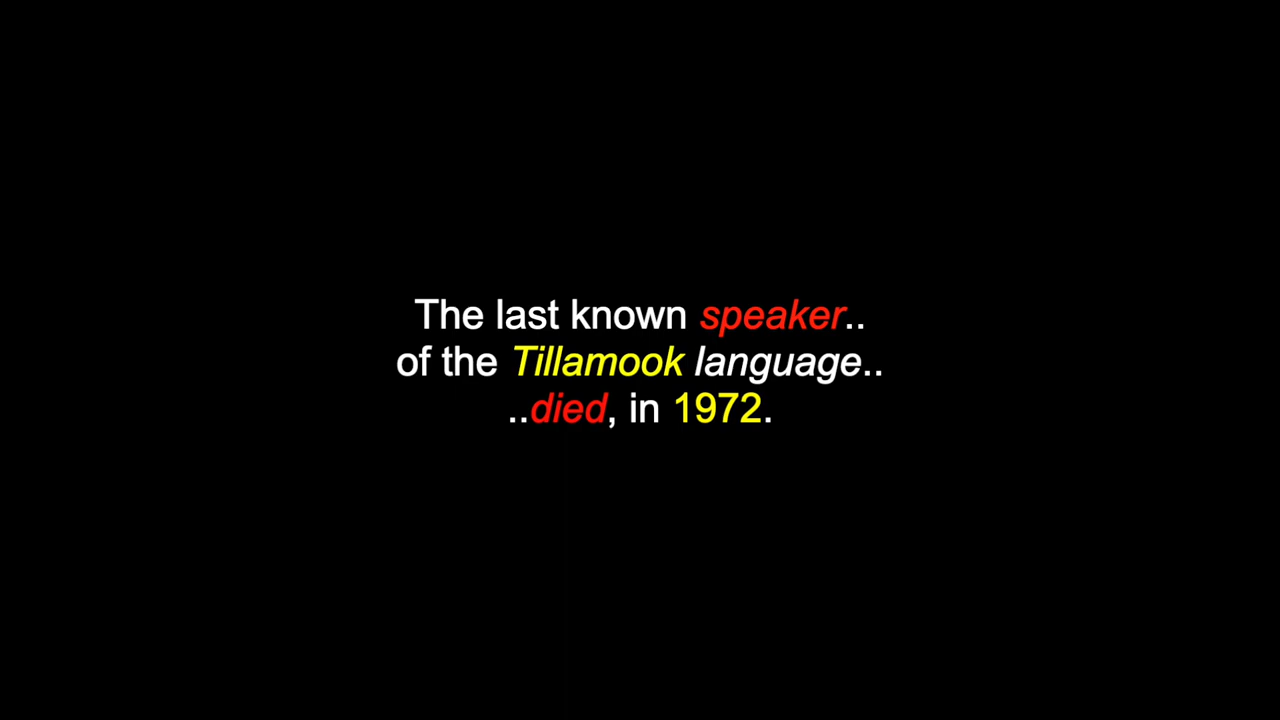 The last known speaker..
of the Tillamook language..
..died, in 1972.